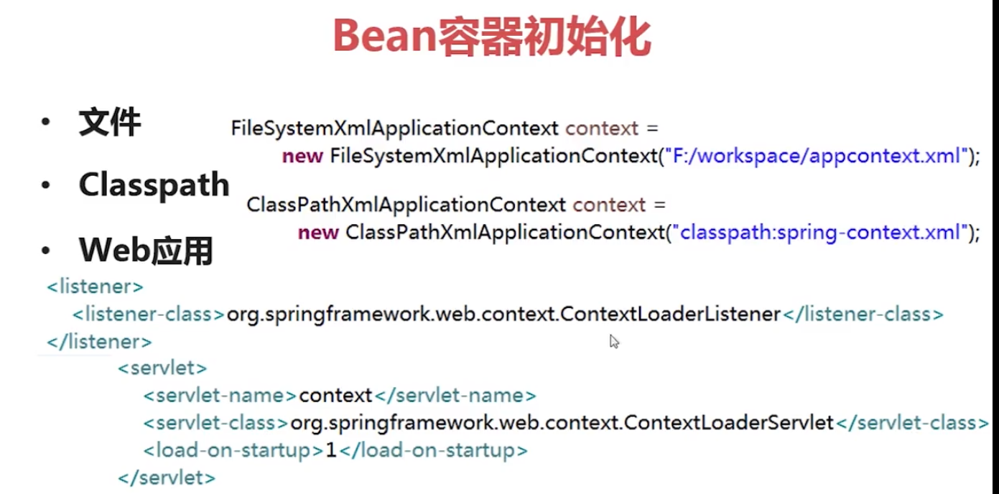 Bean容器初始化
• 文件
FileSystemXmlApplicationContext context =
new FileSystemXmlApplicationContext("F:/workspace/appcontext.xml");
• Classpath
ClassPathXmlApplicationContext context =
new ClassPathXmlApplicationContext("classpath:spring-context.xml");
• Web应用
<listener>
<listener-class>org.springframework.web.context.ContextLoaderListener</listener-class>
</listener>
<servlet>
<servlet-name>context</servlet-name>
<servlet-class>org.springframework.web.context.ContextLoaderServlet</servlet-class>
<load-on-startup>1</load-on-startup>
</servlet>